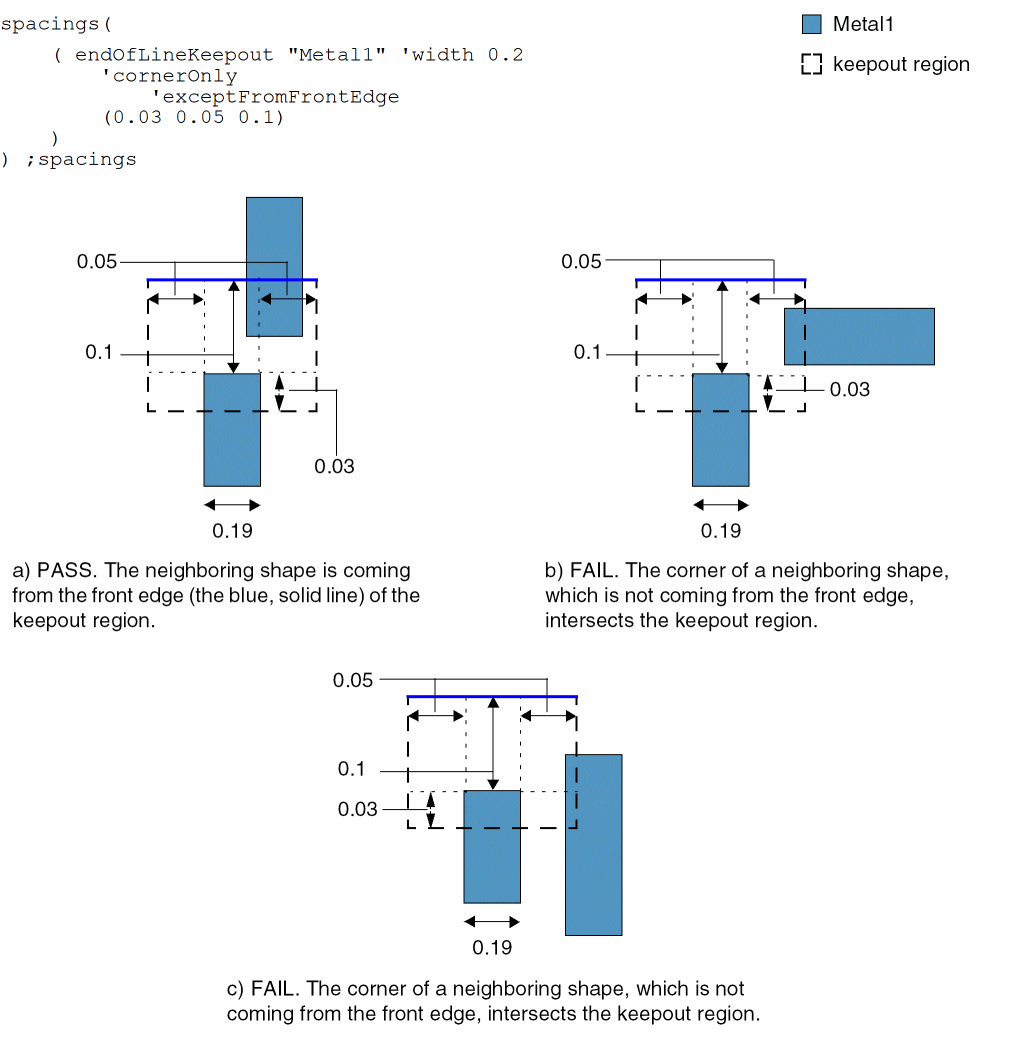 spacings(
( endOfLineKeepout "Metal1" 'width 0.2
'cornerOnly
'exceptFromFrontEdge
(0.03 0.05 0.1)
)
) ;spacings
Metal1
keepout region
0.05
0.1
0.03
0.19
a) PASS. The neighboring shape is coming
from the front edge (the blue, solid line) of the
keepout region.
0.05
0.1
0.03
0.19
b) FAIL. The corner of a neighboring shape,
which is not coming from the front edge,
intersects the keepout region.
0.05
0.1
0.03
0.19
c) FAIL. The corner of a neighboring shape, which is not
coming from the front edge, intersects the keepout region.